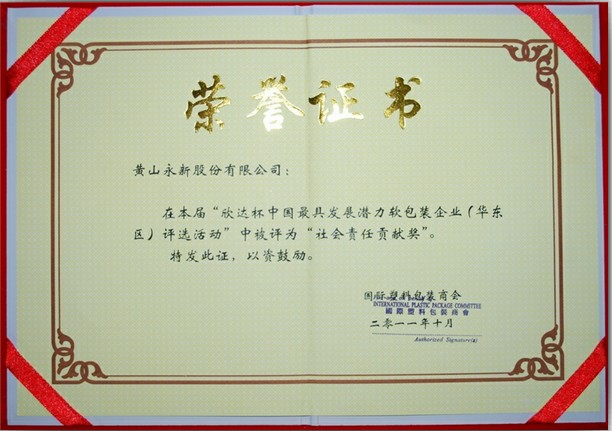 荣誉证书
黄山永新股份有限公司：
在本届“欣达杯中国最具发展潜力软包装企业（华东
区）评选活动”中被评为“社会责任贡献奖”。
特发此证，以资鼓励。
国际塑料包装商会
INTERNATIONAL PLASTIC PACKAGE COMMITTEE
國際塑料包裝商會
二零一一年十月
Authorized Signature(s)